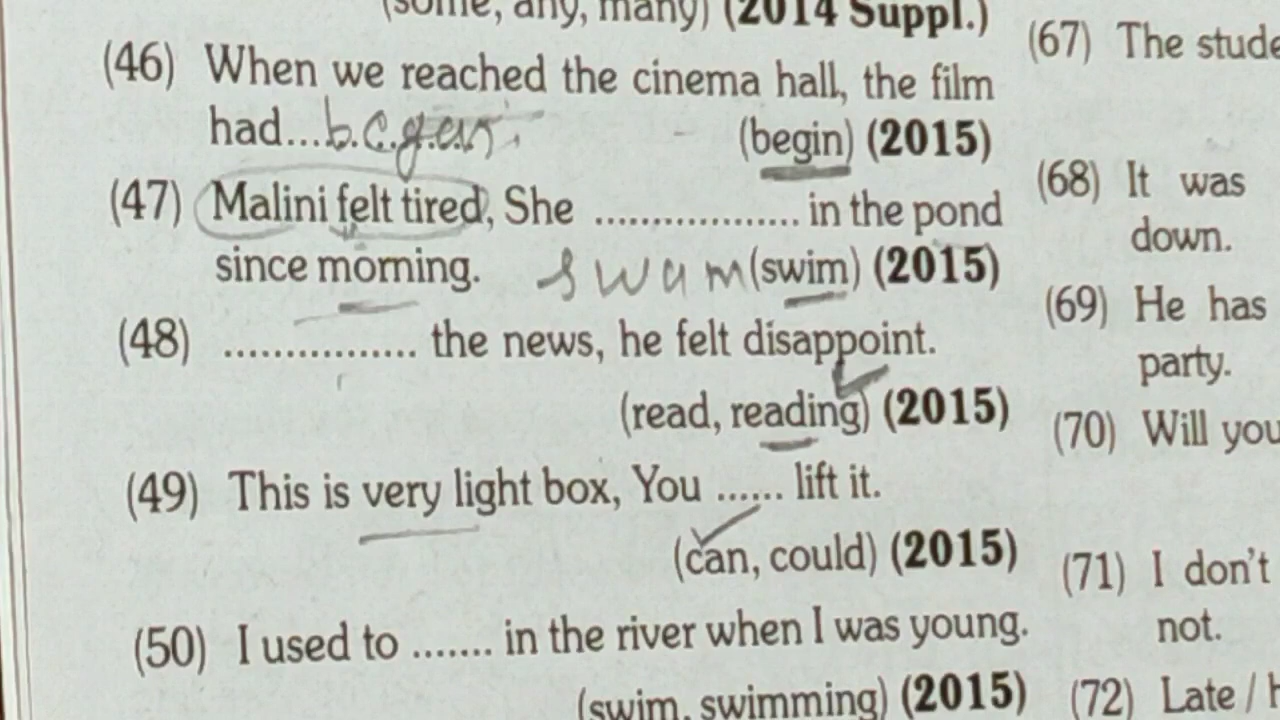 (some, any, many) (2014 Suppl.)
(46) When we reached the cinema hall, the film
had...began. (begin) (2015)
(47) Malini felt tired, She .................. in the pond
since morning. swam (swim) (2015)
(48) ................. the news, he felt disappoint.
(read, reading) (2015)
(49) This is very light box, You ...... lift it.
(can, could) (2015)
(50) I used to ....... in the river when I was young.
(swim, swimming) (2015)
(67) The stude
(68) It was
down.
(69) He has
party.
(70) Will you
(71) I don't
not.
(72) Late /